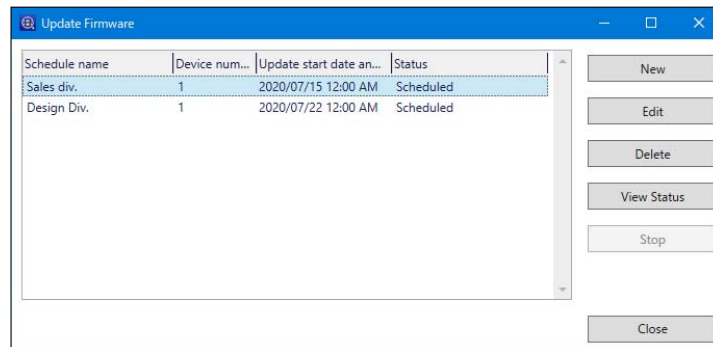 Update Firmware
Schedule name Device num... Update start date an... Status
Sales div. 1 2020/07/15 12:00 AM Scheduled
Design Div. 1 2020/07/22 12:00 AM Scheduled
New
Edit
Delete
View Status
Stop
Close